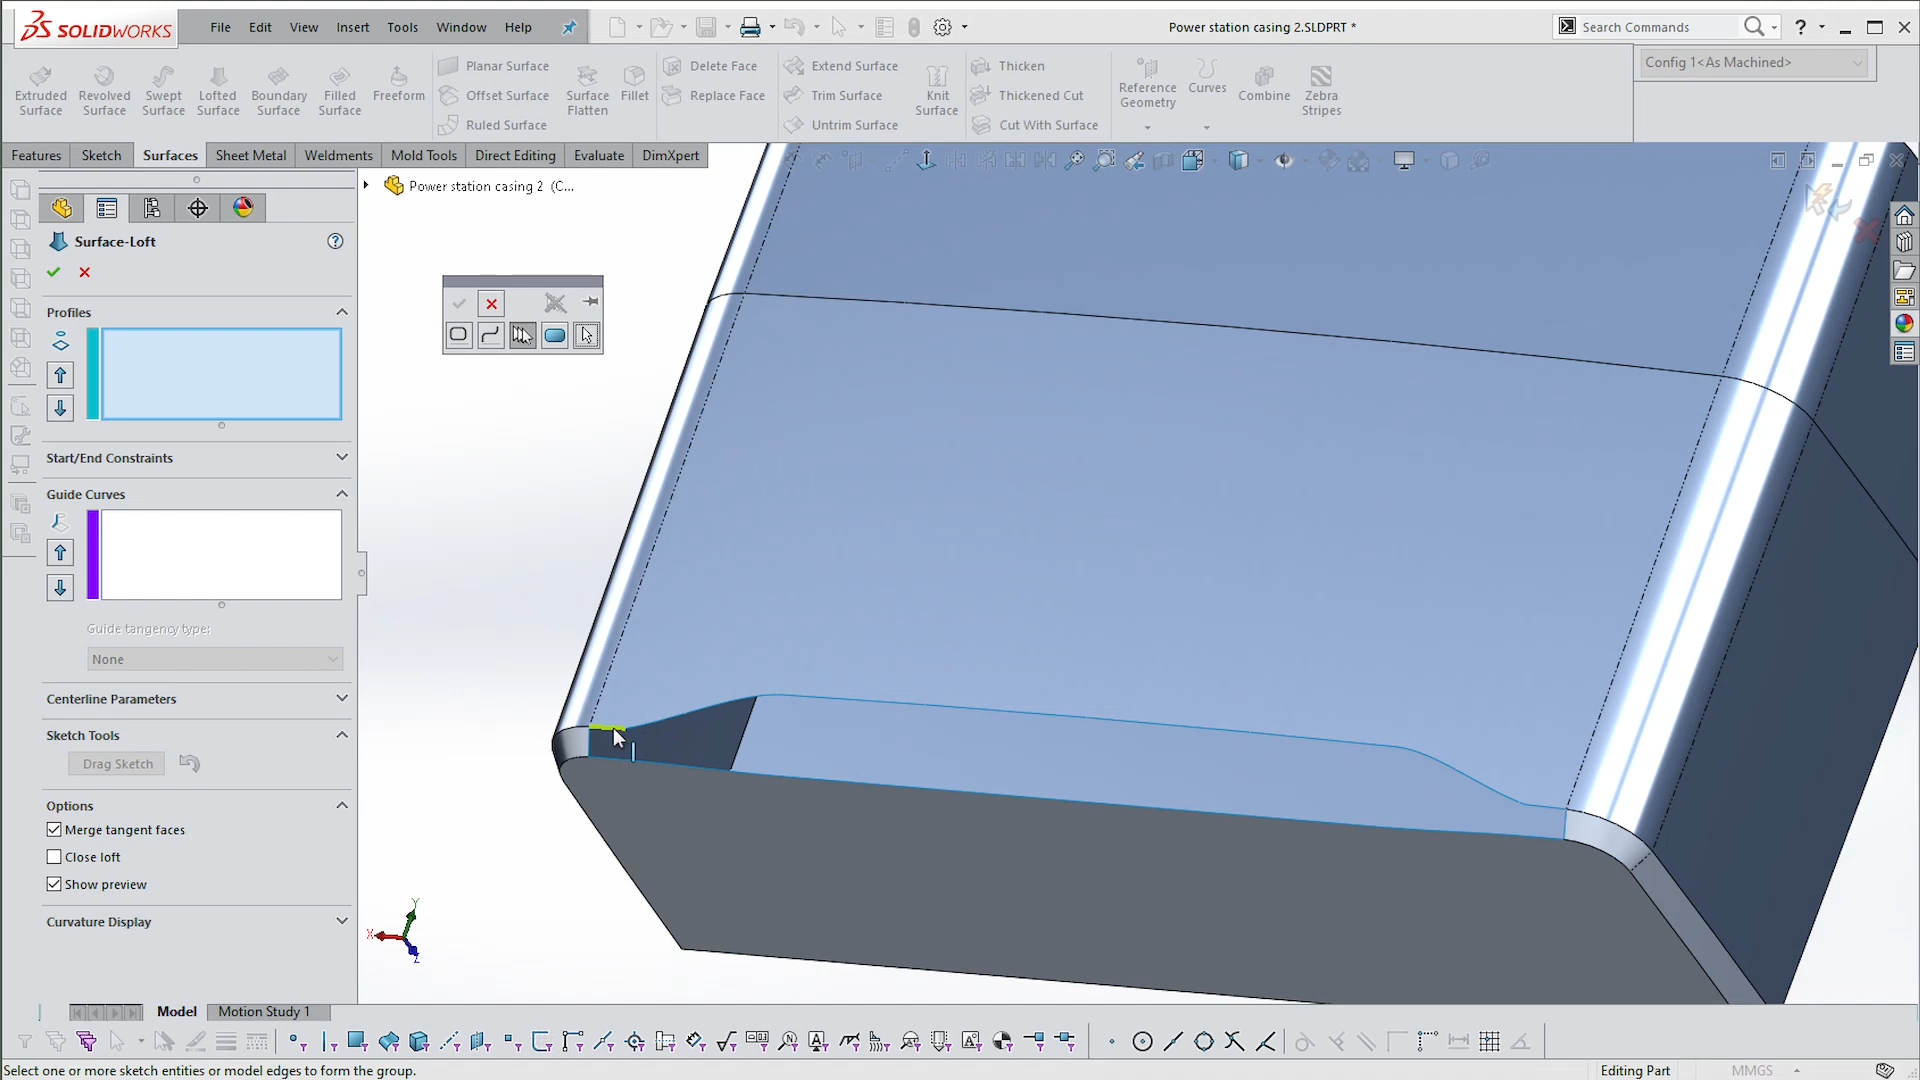 SOLIDWORKS
File Edit View Insert Tools Window Help
Power station casing 2.SLDPRT *
Search Commands
?
Config 1<As Machined>
Extruded Surface
Revolved Surface
Swept Surface
Lofted Surface
Boundary Surface
Filled Surface
Freeform
Planar Surface
Offset Surface
Ruled Surface
Surface Flatten
Fillet
Delete Face
Replace Face
Extend Surface
Trim Surface
Untrim Surface
Knit Surface
Thicken
Thickened Cut
Cut With Surface
Reference Geometry
Curves
Combine
Zebra Stripes
Features Sketch Surfaces Sheet Metal Weldments Mold Tools Direct Editing Evaluate DimXpert
Power station casing 2 (C...
Surface-Loft
?
Profiles
Start/End Constraints
Guide Curves
Guide tangency type:
None
Centerline Parameters
Sketch Tools
Drag Sketch
Options
Merge tangent faces
Close loft
Show preview
Curvature Display
Y
X
Z
Model Motion Study 1
Select one or more sketch entities or model edges to form the group.
Editing Part
MMGS